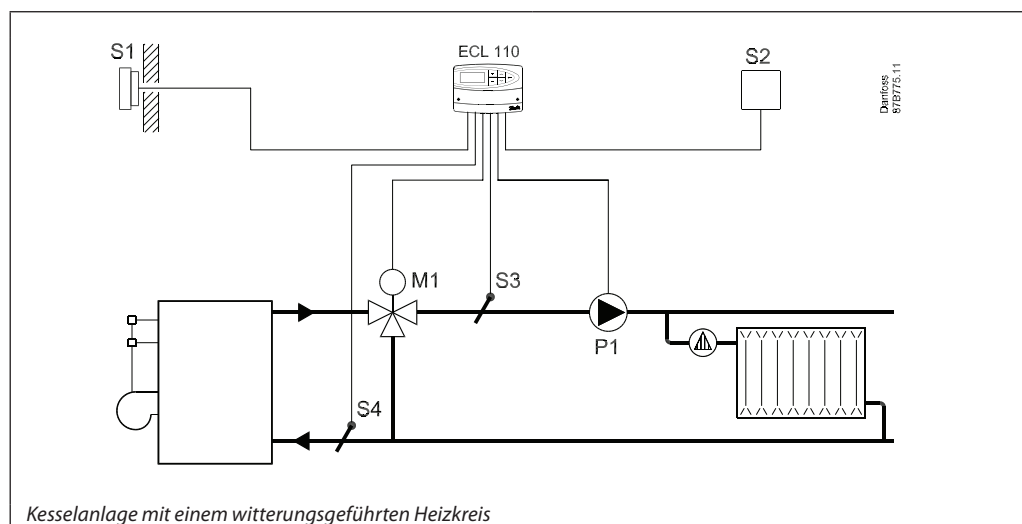 S1
ECL 110
S2
Danfoss
87B775.11
M1
S3
P1
S4
Kesselanlage mit einem witterungsgeführten Heizkreis